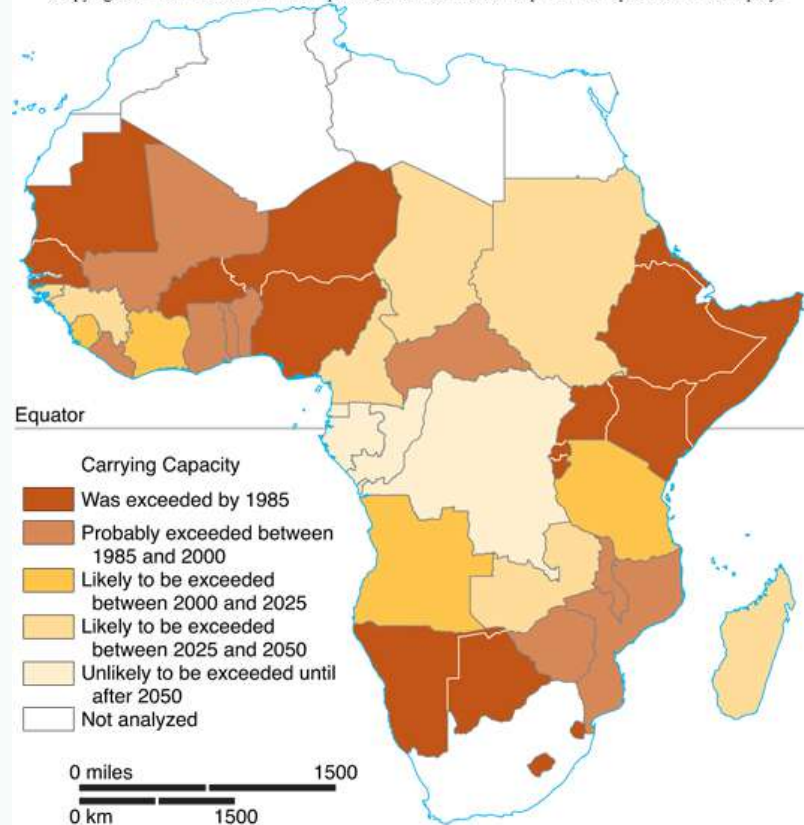 Equator
Carrying Capacity
Was exceeded by 1985
Probably exceeded between
1985 and 2000
Likely to be exceeded
between 2000 and 2025
Likely to be exceeded
between 2025 and 2050
Unlikely to be exceeded until
after 2050
Not analyzed
0 miles 1500
0 km 1500